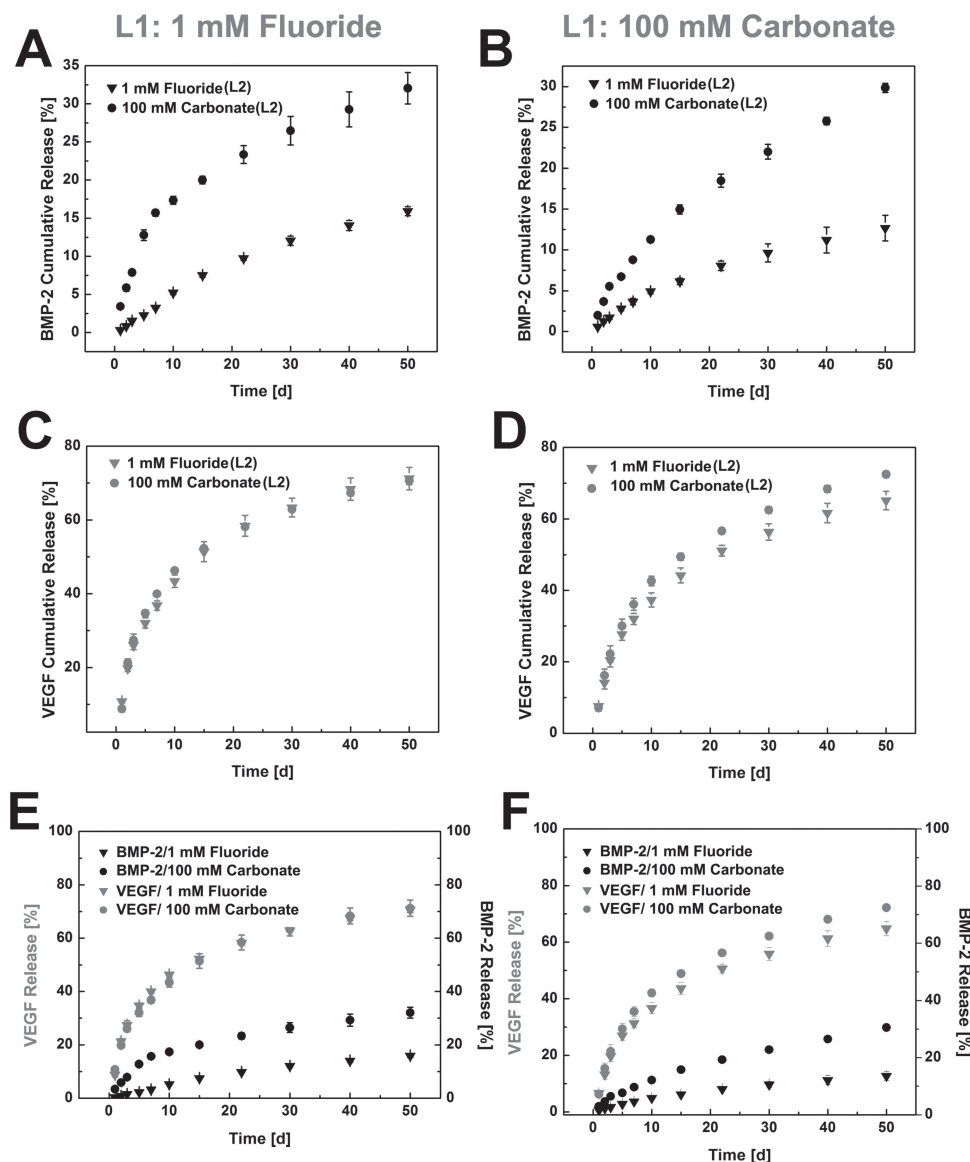 L1: 1 mM Fluoride
L1: 100 mM Carbonate
A
35
30
25
20
15
10
5
0
BMP-2 Cumulative Release [%]
1 mM Fluoride(L2)
100 mM Carbonate(L2)
0 10 20 30 40 50
Time [d]
B
30
25
20
15
10
5
0
BMP-2 Cumulative Release [%]
1 mM Fluoride(L2)
100 mM Carbonate(L2)
0 10 20 30 40 50
Time [d]
C
80
60
40
20
VEGF Cumulative Release [%]
1 mM Fluoride(L2)
100 mM Carbonate(L2)
0 10 20 30 40 50
Time [d]
D
80
60
40
20
0
VEGF Cumulative Release [%]
1 mM Fluoride(L2)
100 mM Carbonate(L2)
0 10 20 30 40 50
Time [d]
E
100
80
60
40
20
0
VEGF Release [%]
BMP-2/1 mM Fluoride
BMP-2/100 mM Carbonate
VEGF/ 1 mM Fluoride
VEGF/ 100 mM Carbonate
100
80
60
40
20
0
BMP-2 Release [%]
0 10 20 30 40 50
Time [d]
F
100
80
60
40
20
0
VEGF Release [%]
BMP-2/1 mM Fluoride
BMP-2/100 mM Carbonate
VEGF/ 1 mM Fluoride
VEGF/ 100 mM Carbonate
100
80
60
40
20
0
BMP-2 Release [%]
0 10 20 30 40 50
Time [d]